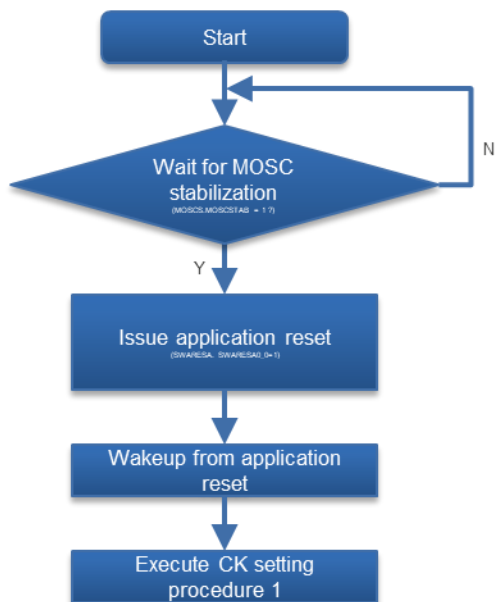 Start
N
Wait for MOSC
stabilization
(MOSCS.MOSCSTAB = 1 ?)
Y
Issue application reset
(SWARESA. SWARESA0_0=1)
Wakeup from application
reset
Execute CK setting
procedure 1